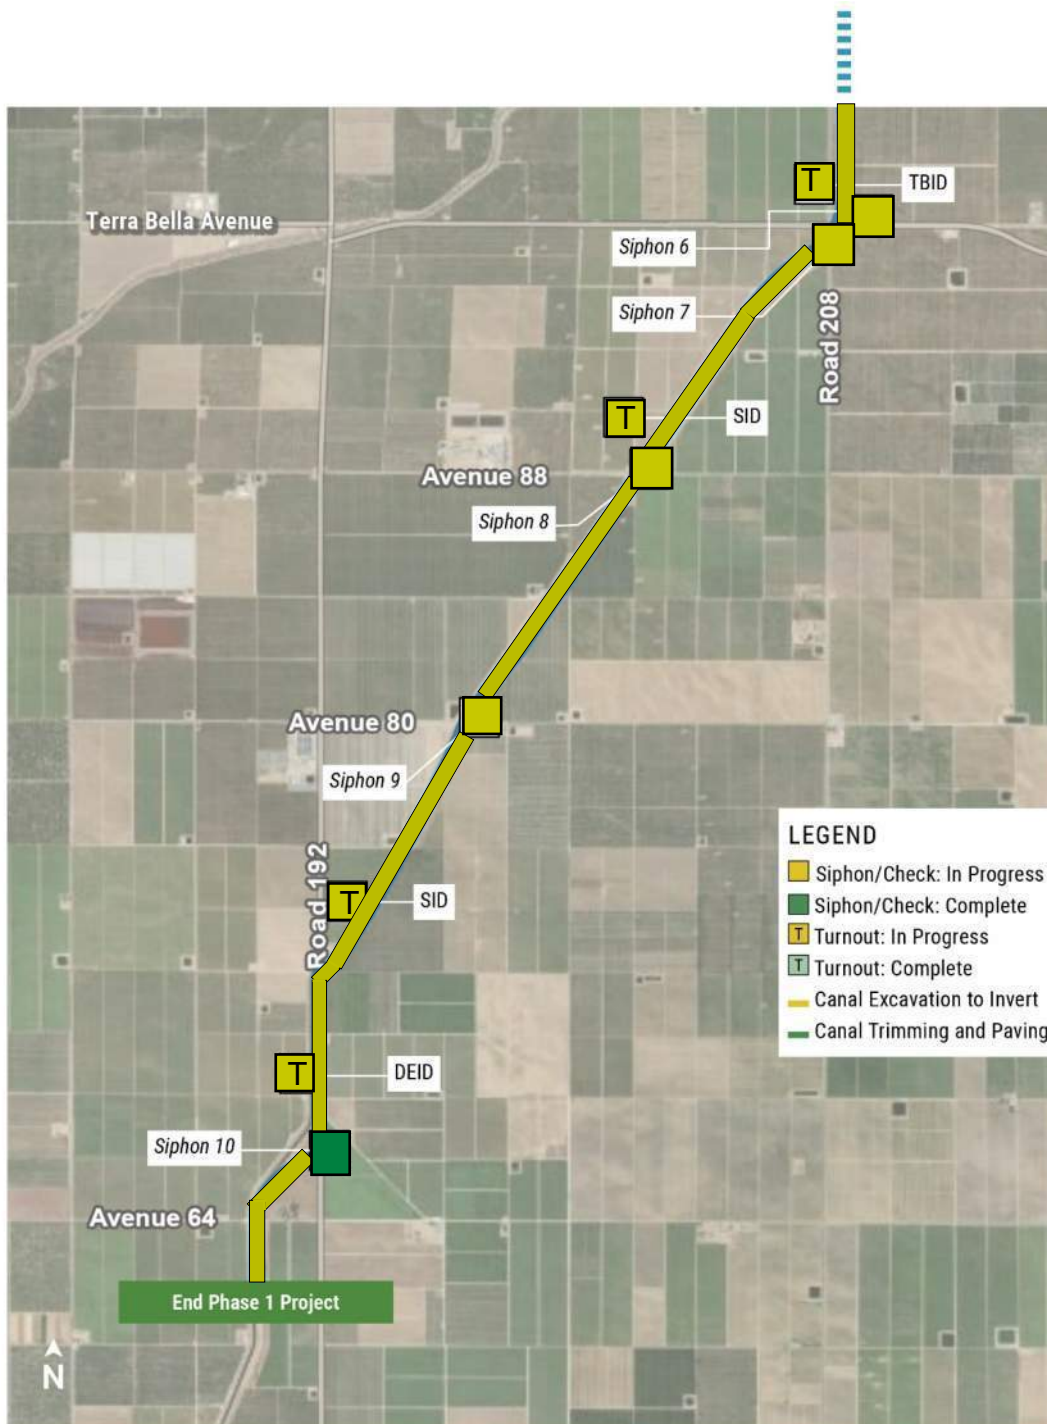 T
TBID
Terra Bella Avenue
Siphon 6
Siphon 7
Road 208
T
SID
Avenue 88
Siphon 8
Avenue 80
Siphon 9
LEGEND
Siphon/Check: In Progress
Siphon/Check: Complete
T Turnout: In Progress
T Turnout: Complete
Canal Excavation to Invert
Canal Trimming and Paving
Road 192
T
SID
T
DEID
Siphon 10
Avenue 64
End Phase 1 Project
N